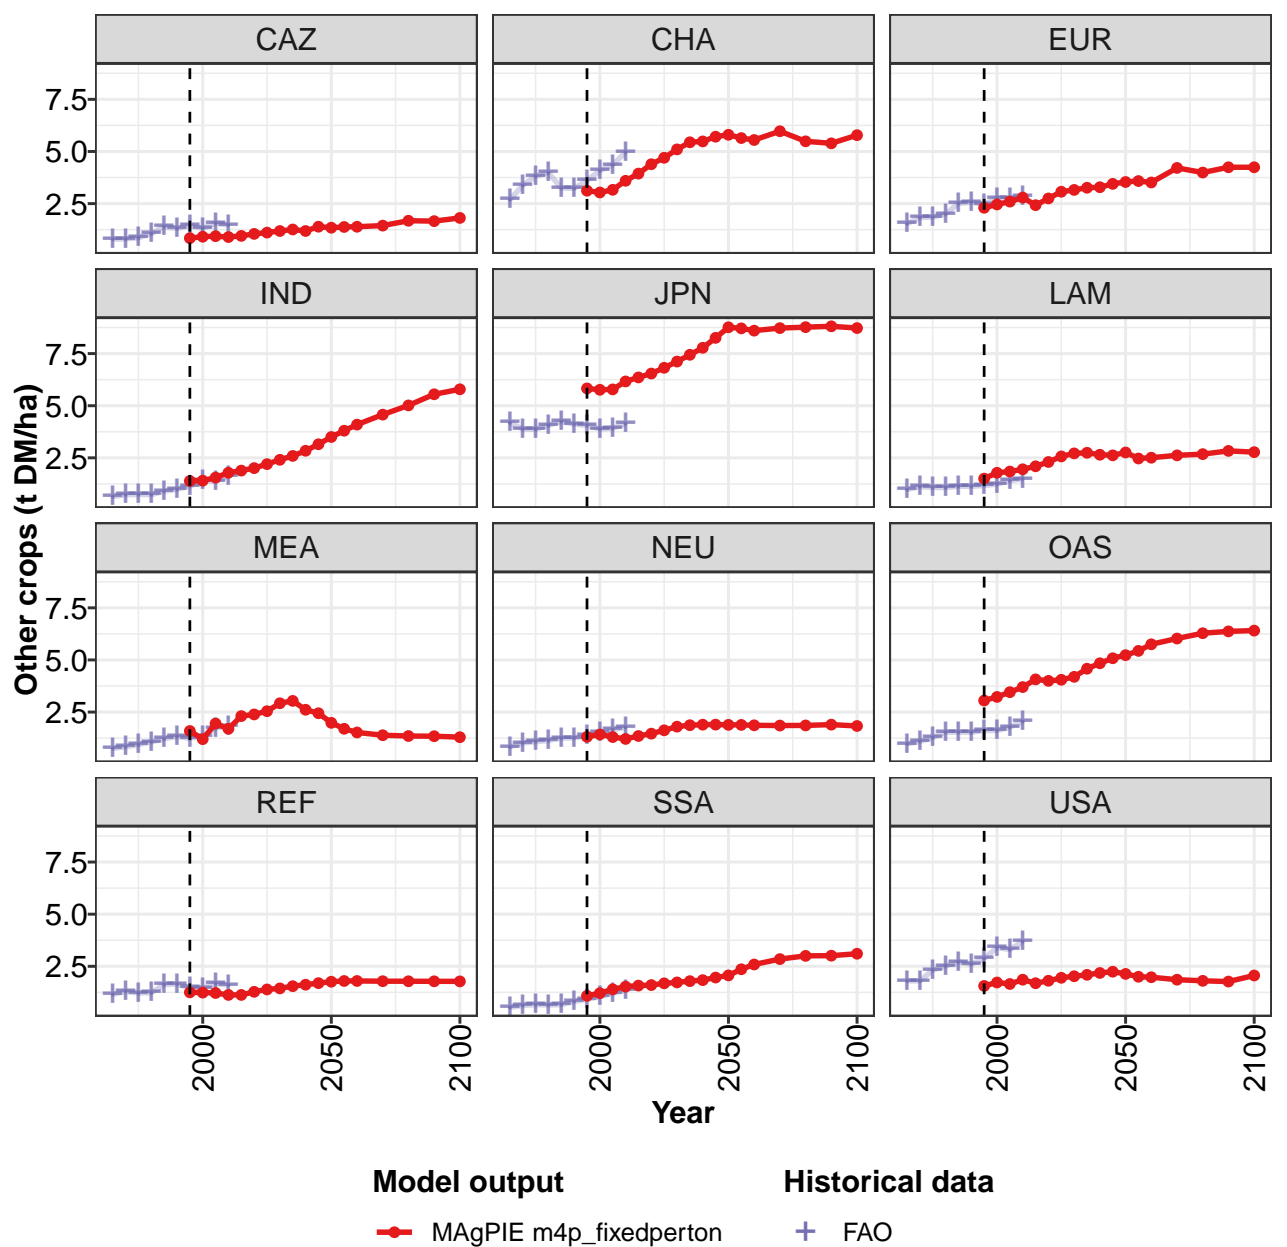 CAZ CHA EUR
7.5
5.0
2.5
IND JPN LAM
7.5
5.0
2.5
Other crops (t DM/ha)
MEA NEU OAS
7.5
5.0
2.5
REF SSA USA
7.5
5.0
2.5
2000 2050 2100 2000 2050 2100 2000 2050 2100
Year
Model output Historical data
MAgPIE m4p_fixedperton FAO